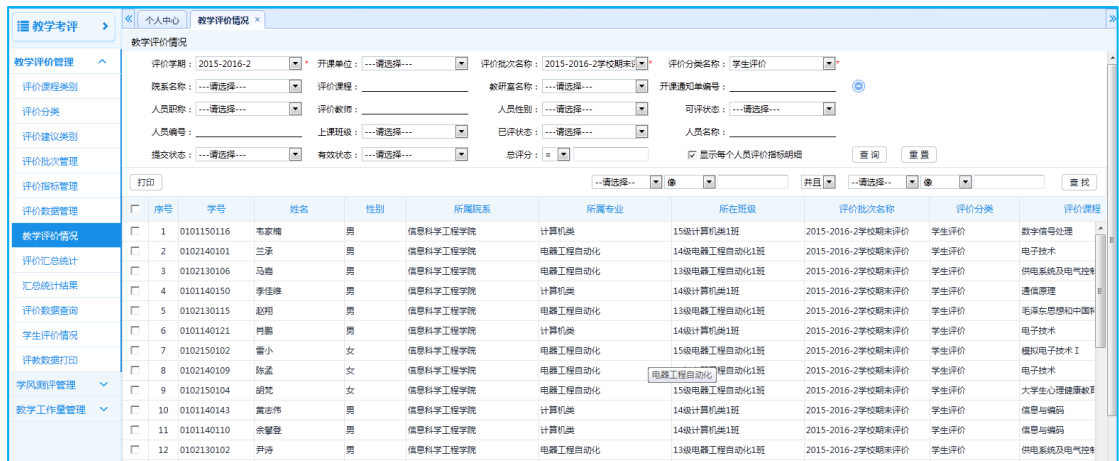 教学考评
个人中心 教学评价情况 ×
教学评价情况
教学评价管理
评价课程类别
评价分类
评价建议类别
评价批次管理
评价指标管理
评价数据管理
教学评价情况
评价汇总统计
汇总统计结果
评价数据查询
学生评价情况
评教数据打印
学风测评管理
教学工作量管理
评价学期： 2015-2016-2 * 开课单位： ---请选择--- 评价批次名称： 2015-2016-2学校期末评 * 评价分类名称： 学生评价 *
院系名称： ---请选择--- 评价课程： 教研室名称： ---请选择--- 开课通知单编号：
人员职称： ---请选择--- 评价教师： 人员性别： ---请选择--- 可评状态： ---请选择---
人员编号： 上课班级： ---请选择--- 已评状态： ---请选择--- 人员名称：
提交状态： ---请选择--- 有效状态： ---请选择--- 总评分： = 显示每个人员评价指标明细 查询 重置
打印 --请选择-- 像 并且 --请选择-- 像 查找
序号 学号 姓名 性别 所属院系 所属专业 所在班级 评价批次名称 评价分类 评价课程
1 0101150116 韦家楠 男 信息科学工程学院 计算机类 15级计算机类1班 2015-2016-2学校期末评价 学生评价 数字信号处理
2 0102140101 兰承 男 信息科学工程学院 电器工程自动化 14级电器工程自动化1班 2015-2016-2学校期末评价 学生评价 电子技术
3 0102130106 马嘉 男 信息科学工程学院 电器工程自动化 13级电器工程自动化1班 2015-2016-2学校期末评价 学生评价 供电系统及电气控制
4 0101140150 李佳维 男 信息科学工程学院 计算机类 14级计算机类1班 2015-2016-2学校期末评价 学生评价 通信原理
5 0102130115 赵翔 男 信息科学工程学院 电器工程自动化 13级电器工程自动化1班 2015-2016-2学校期末评价 学生评价 毛泽东思想和中国特
6 0101140121 肖鹏 男 信息科学工程学院 计算机类 14级计算机类1班 2015-2016-2学校期末评价 学生评价 电子技术
7 0102150102 雷小 女 信息科学工程学院 电器工程自动化 15级电器工程自动化1班 2015-2016-2学校期末评价 学生评价 模拟电子技术Ⅰ
8 0102140109 陈孟 女 信息科学工程学院 电器工程自动化 电器工程自动化 程自动化1班 2015-2016-2学校期末评价 学生评价 电子技术
9 0102150104 胡梵 女 信息科学工程学院 电器工程自动化 15级电器工程自动化1班 2015-2016-2学校期末评价 学生评价 大学生心理健康教育
10 0101140143 黄志伟 男 信息科学工程学院 计算机类 14级计算机类1班 2015-2016-2学校期末评价 学生评价 信息与编码
11 0101140110 余攀登 男 信息科学工程学院 计算机类 14级计算机类1班 2015-2016-2学校期末评价 学生评价 信息与编码
12 0102130102 尹诗 男 信息科学工程学院 电器工程自动化 13级电器工程自动化1班 2015-2016-2学校期末评价 学生评价 供电系统及电气控制